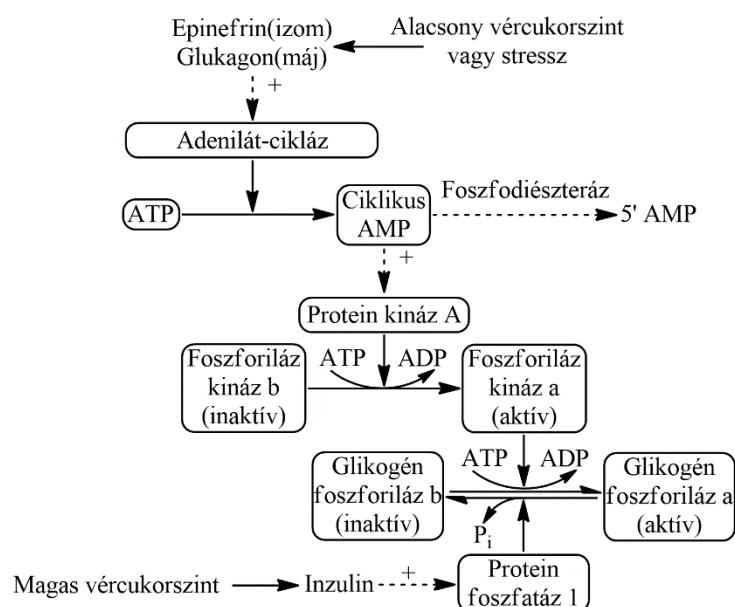 Epinefrin(izom)
Glukagon(máj)
Alacsony vércukorszint
vagy stressz
+
Adenilát-cikláz
ATP
Ciklikus
AMP
Foszfodiészteráz
5' AMP
+
Protein kináz A
Foszforiláz
kináz b
(inaktív)
ATP
ADP
Foszforiláz
kináz a
(aktív)
Glikogén
foszforiláz b
(inaktív)
ATP
ADP
Glikogén
foszforiláz a
(aktív)
Pi
Magas vércukorszint
Inzulin
+
Protein
foszfatáz 1